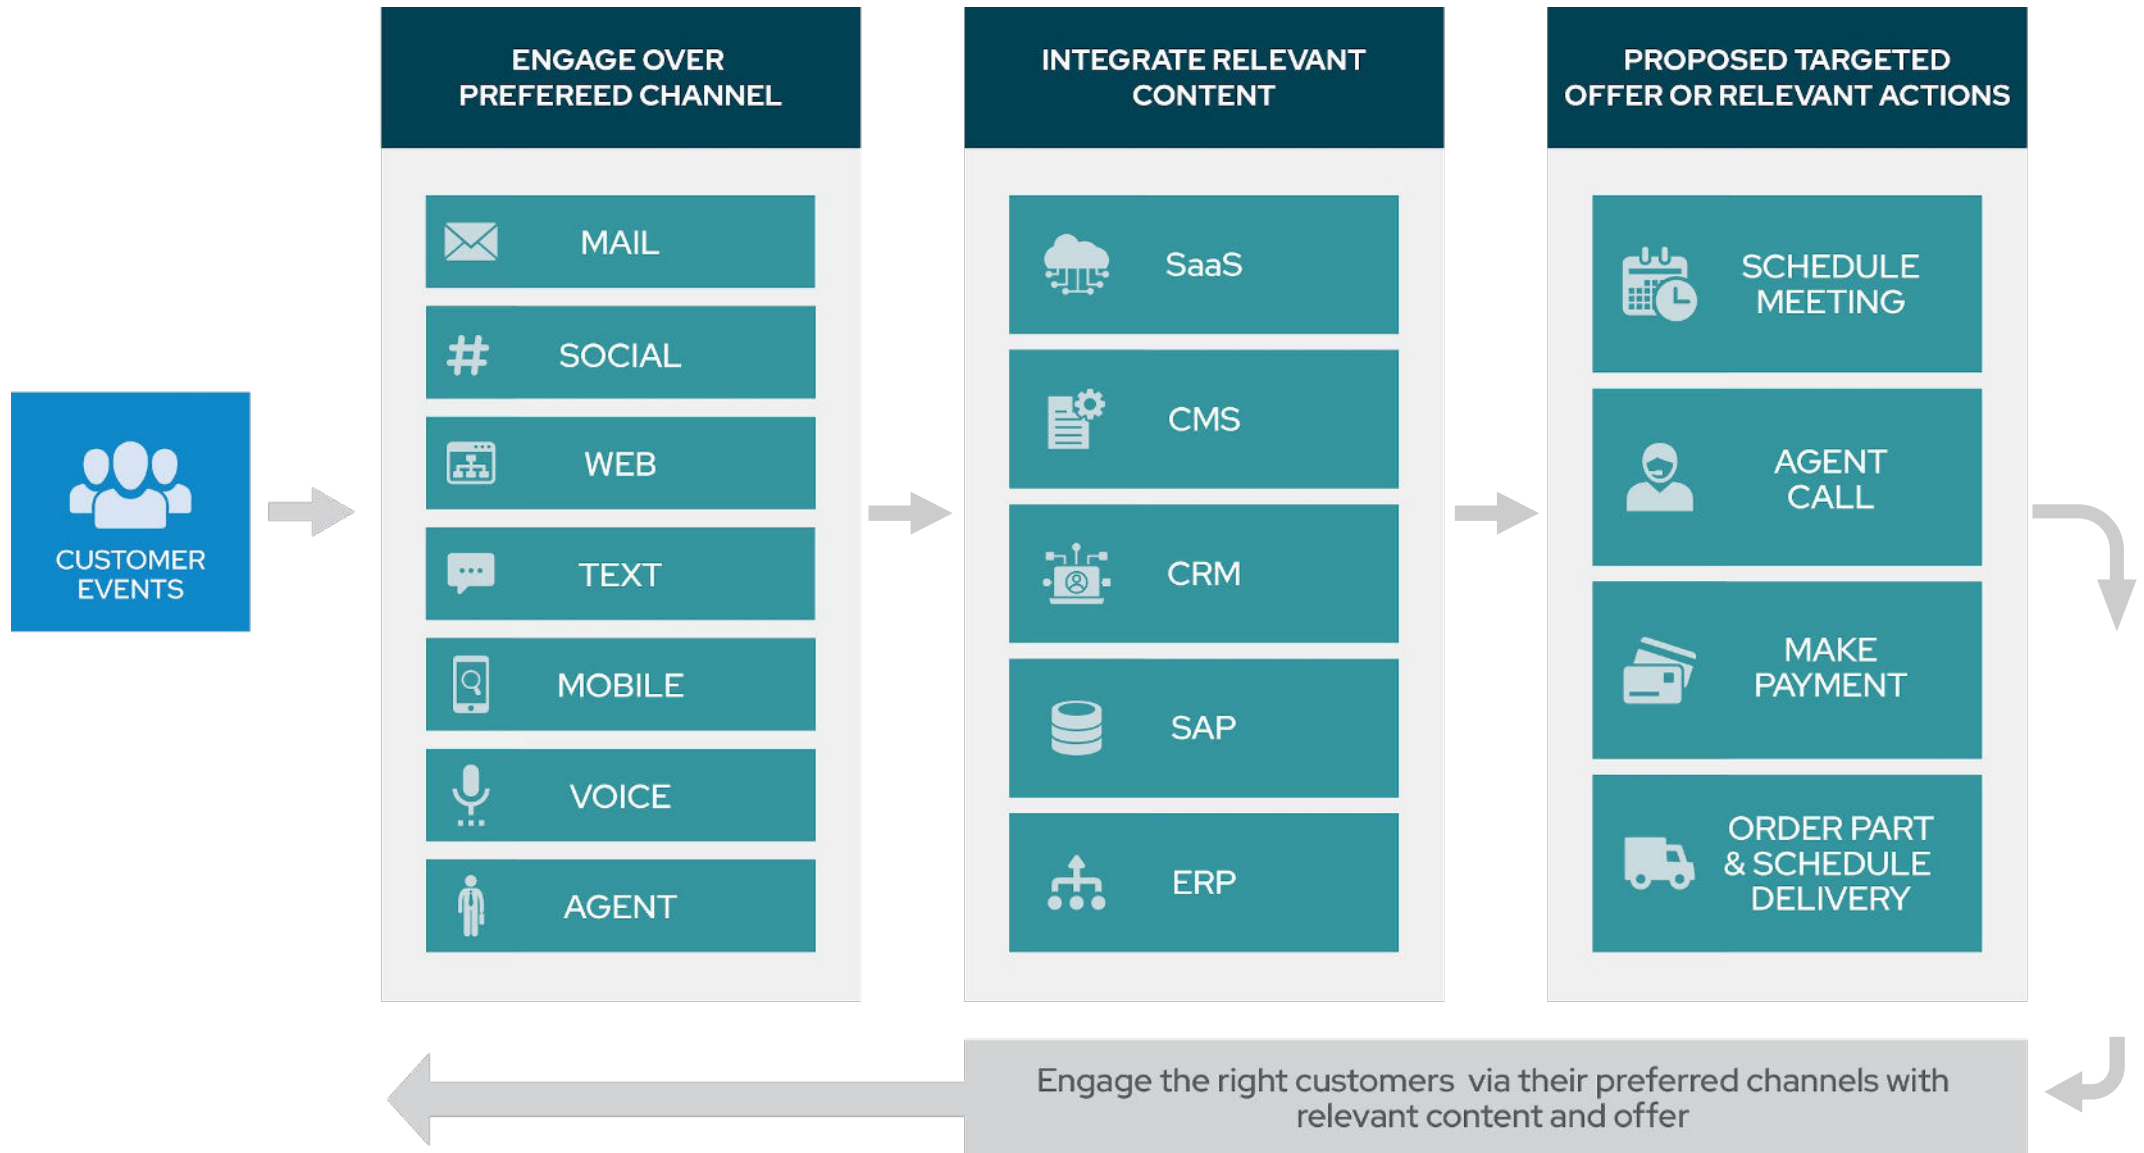 CUSTOMER
EVENTS
ENGAGE OVER
PREFEREED CHANNEL
MAIL
SOCIAL
WEB
TEXT
MOBILE
VOICE
AGENT
INTEGRATE RELEVANT
CONTENT
SaaS
CMS
CRM
SAP
ERP
PROPOSED TARGETED
OFFER OR RELEVANT ACTIONS
SCHEDULE
MEETING
AGENT
CALL
MAKE
PAYMENT
ORDER PART
& SCHEDULE
DELIVERY
Engage the right customers via their preferred channels with
relevant content and offer